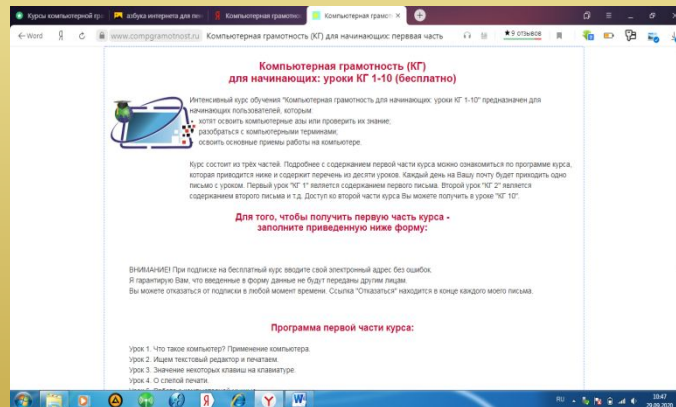 Курсы компьютерной гра
азбука интернета для пен
Компьютерная грамотнос
Компьютерная грамот
Word
www.compgramotnost.ru Компьютерная грамотность (КГ) для начинающих: перввая часть
★9 отзывов
Компьютерная грамотность (КГ)
для начинающих: уроки КГ 1-10 (бесплатно)
Интенсивный курс обучения "Компьютерная грамотность для начинающих: уроки КГ 1-10" предназначен для
начинающих пользователей, которым
хотят освоить компьютерные азы или проверить их знание;
разобраться с компьютерными терминами;
освоить основные приемы работы на компьютере.
Курс состоит из трёх частей. Подробнее с содержанием первой части курса можно ознакомиться по программе курса,
которая приводится ниже и содержит перечень из десяти уроков. Каждый день на Вашу почту будет приходить одно
письмо с уроком. Первый урок "КГ 1" является содержанием первого письма. Второй урок "КГ 2" является
содержанием второго письма и т.д. Доступ ко второй части курса Вы можете получить в уроке "КГ 10".
Для того, чтобы получить первую часть курса -
заполните приведенную ниже форму:
ВНИМАНИЕ! При подписке на бесплатный курс вводите свой электронный адрес без ошибок.
Я гарантирую Вам, что введенные в форму данные не будут переданы другим лицам.
Вы можете отказаться от подписки в любой момент времени. Ссылка "Отказаться" находится в конце каждого моего письма.
Программа первой части курса:
Урок 1. Что такое компьютер? Применение компьютера.
Урок 2. Ищем текстовый редактор и печатаем.
Урок 3. Значение некоторых клавиш на клавиатуре.
Урок 4. О слепой печати.
RU
10:47
29.09.2020